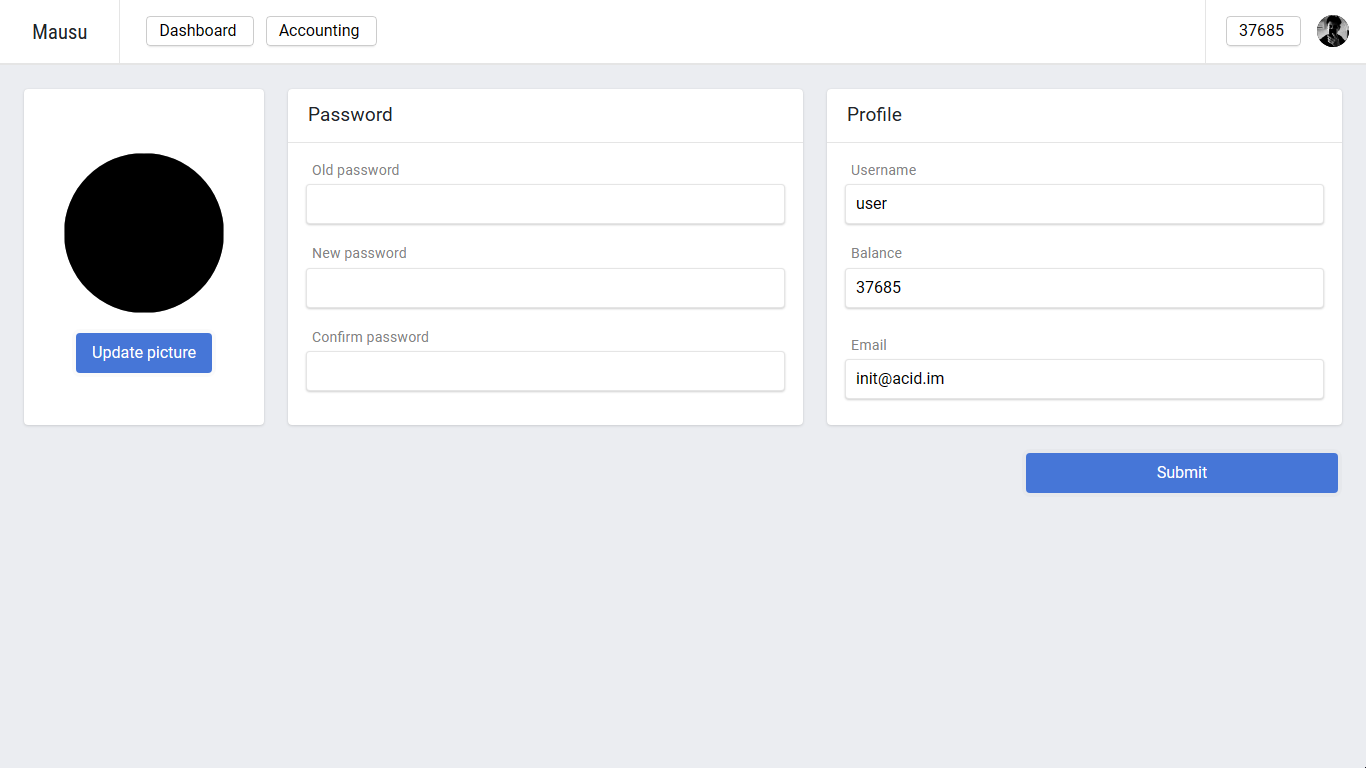 Mausu
Dashboard
Accounting
37685
Update picture
Password
Old password
New password
Confirm password
Profile
Username
user
Balance
37685
Email
init@acid.im
Submit